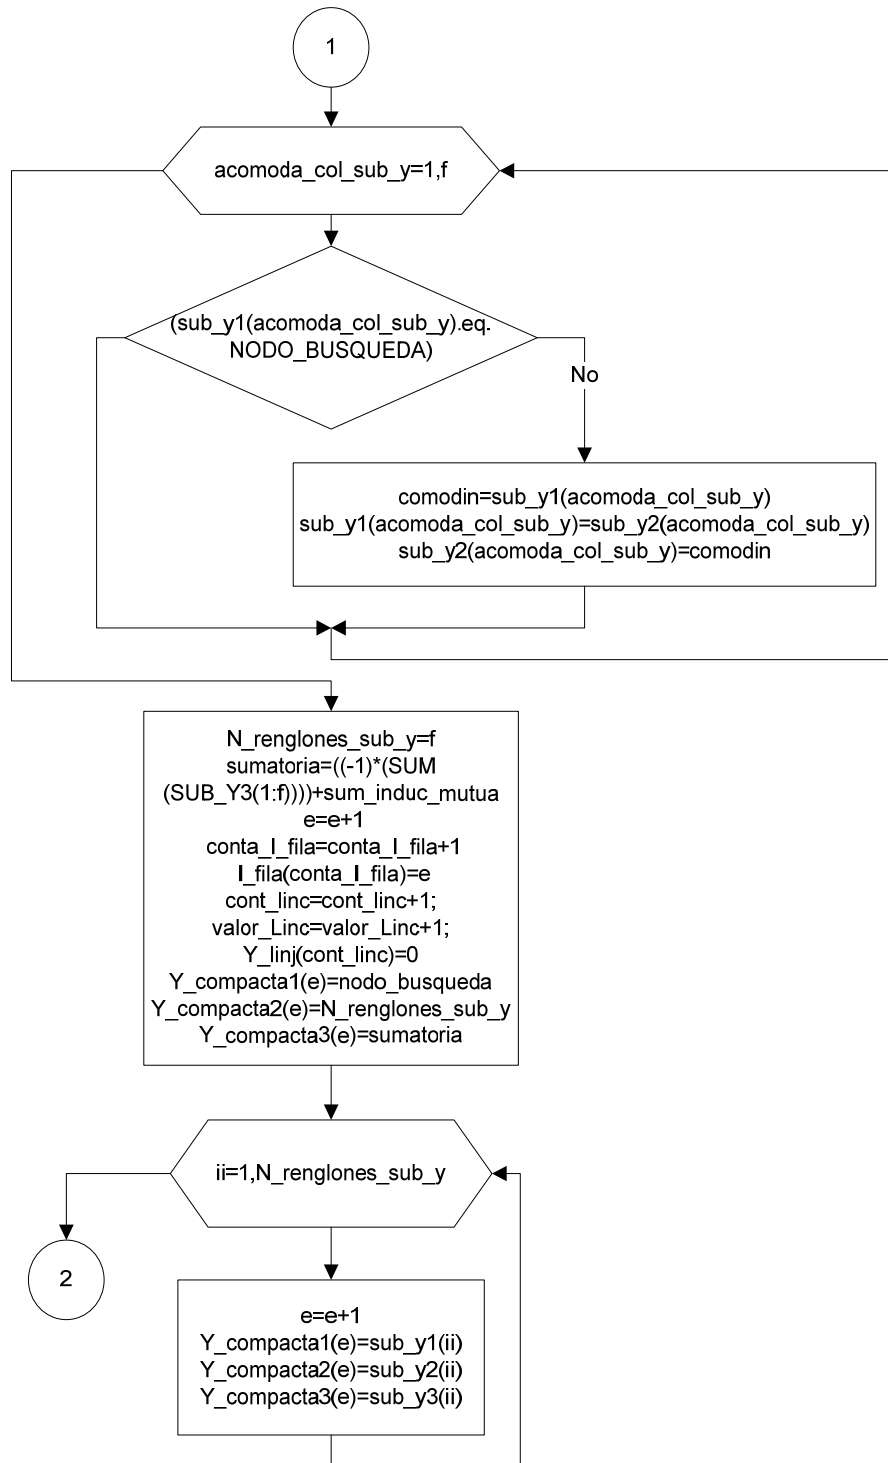 1
acomoda_col_sub_y=1,f
(sub_y1(acomoda_col_sub_y).eq.
NODO_BUSQUEDA)
No
comodin=sub_y1(acomoda_col_sub_y)
sub_y1(acomoda_col_sub_y)=sub_y2(acomoda_col_sub_y)
sub_y2(acomoda_col_sub_y)=comodin
N_renglones_sub_y=f
sumatoria=((-1)*(SUM
(SUB_Y3(1:f))))+sum_induc_mutua
e=e+1
conta_I_fila=conta_I_fila+1
I_fila(conta_I_fila)=e
cont_linc=cont_linc+1;
valor_Linc=valor_Linc+1;
Y_linj(cont_linc)=0
Y_compacta1(e)=nodo_busqueda
Y_compacta2(e)=N_renglones_sub_y
Y_compacta3(e)=sumatoria
ii=1,N_renglones_sub_y
2
e=e+1
Y_compacta1(e)=sub_y1(ii)
Y_compacta2(e)=sub_y2(ii)
Y_compacta3(e)=sub_y3(ii)